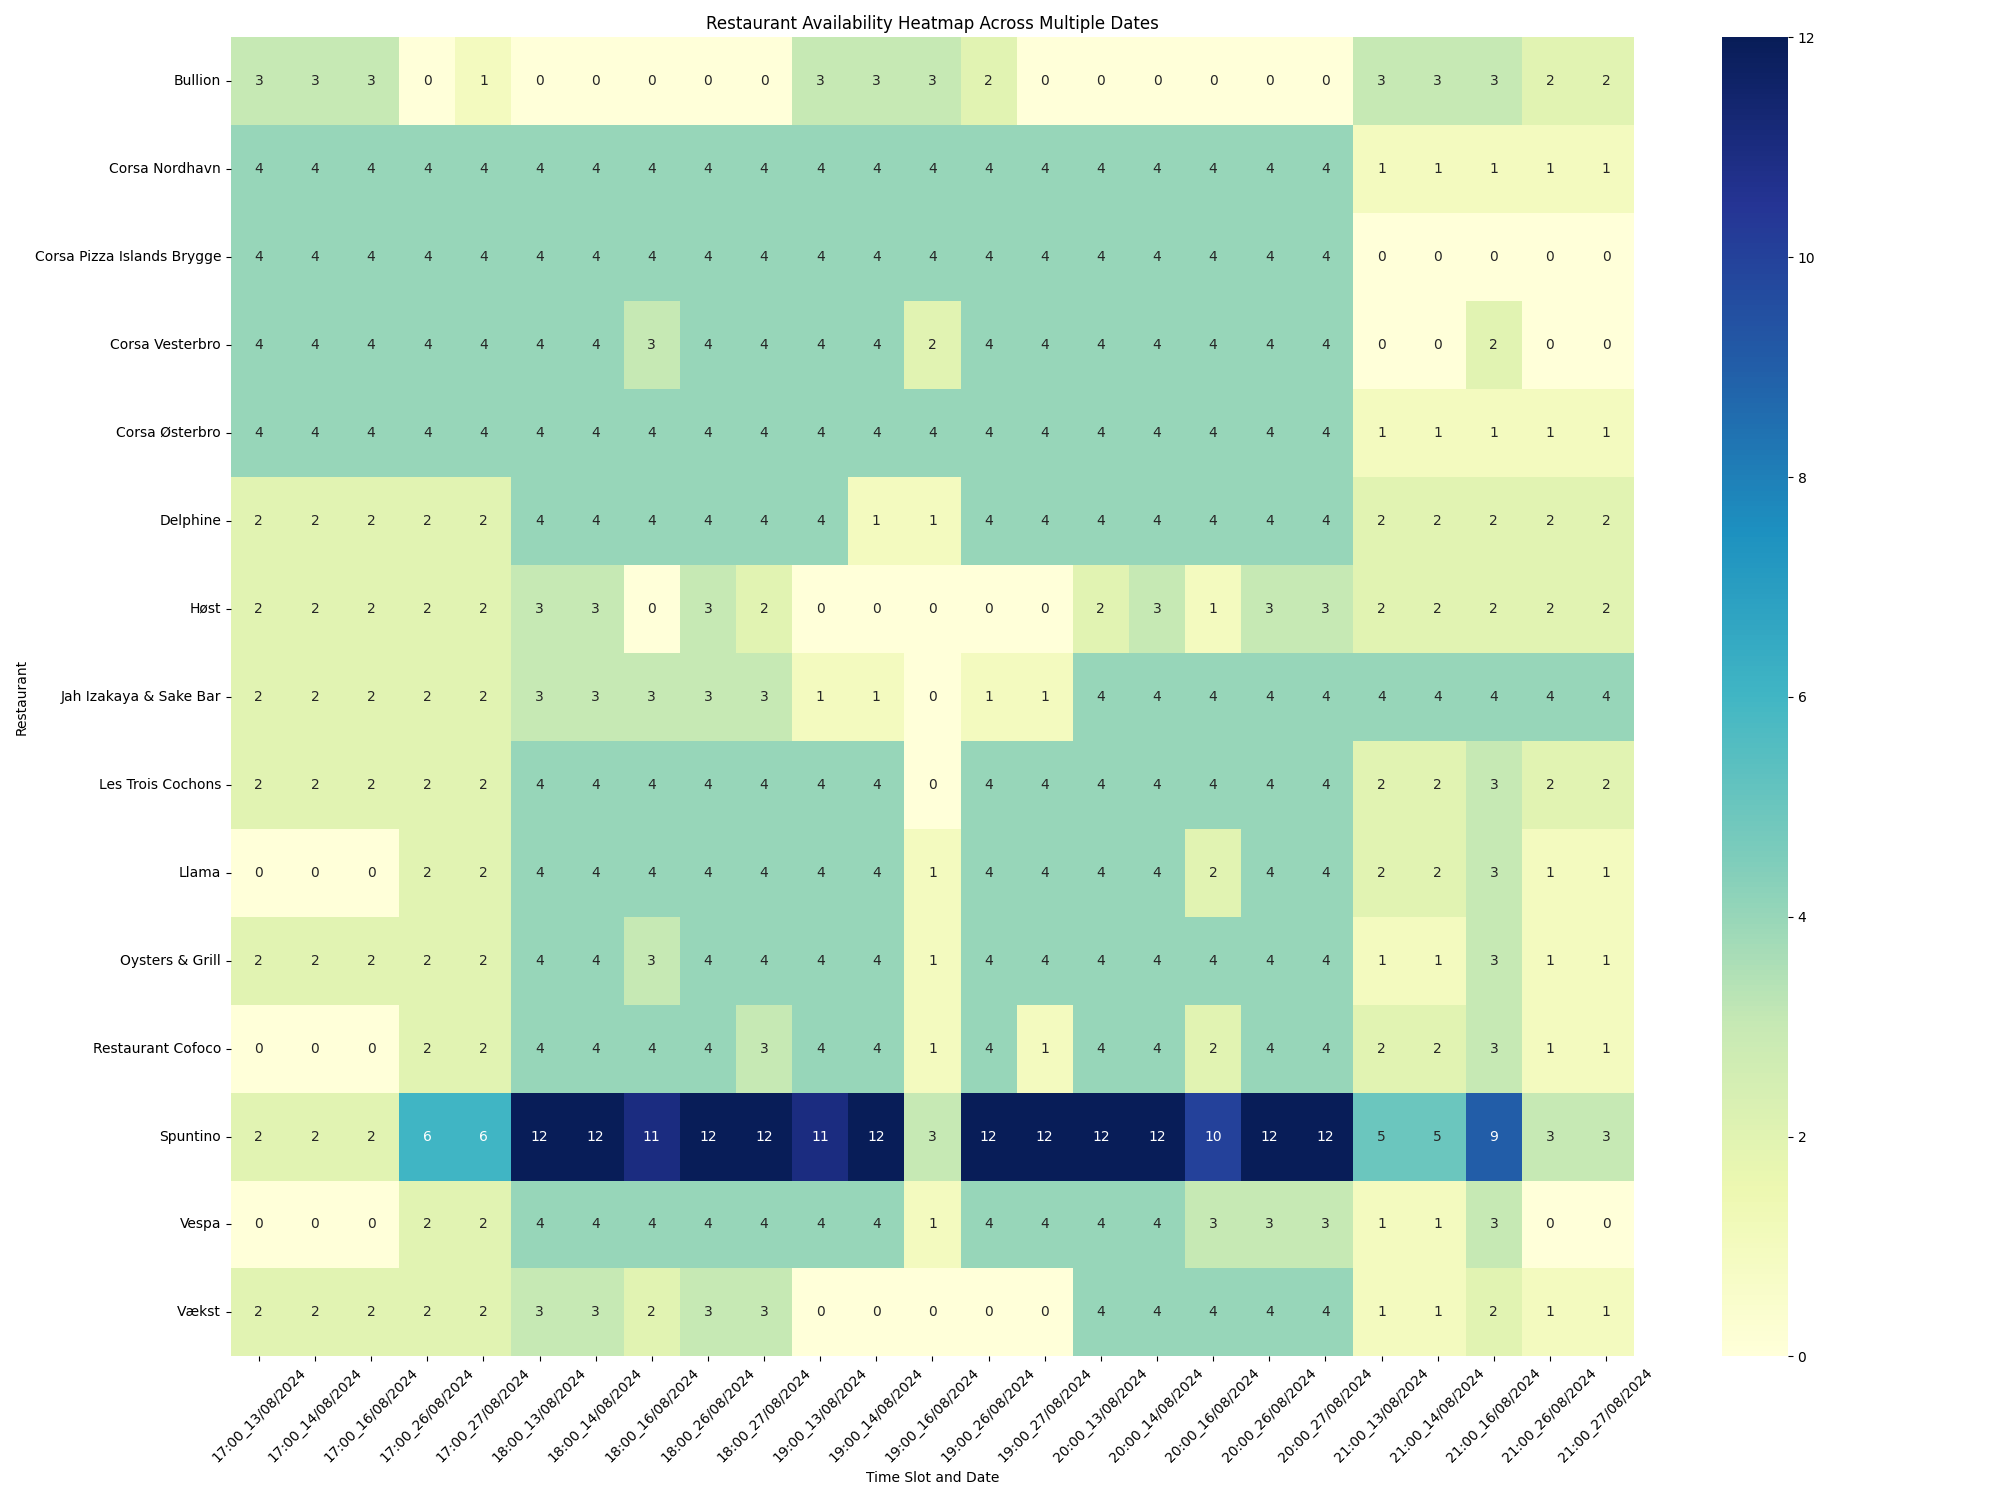 Restaurant Availability Heatmap Across Multiple Dates
Restaurant
Bullion 3 3 3 0 1 0 0 0 0 0 3 3 3 2 0 0 0 0 0 0 3 3 3 2 2
Corsa Nordhavn 4 4 4 4 4 4 4 4 4 4 4 4 4 4 4 4 4 4 4 4 1 1 1 1 1
Corsa Pizza Islands Brygge 4 4 4 4 4 4 4 4 4 4 4 4 4 4 4 4 4 4 4 4 0 0 0 0 0
Corsa Vesterbro 4 4 4 4 4 4 4 3 4 4 4 4 2 4 4 4 4 4 4 4 0 0 2 0 0
Corsa Østerbro 4 4 4 4 4 4 4 4 4 4 4 4 4 4 4 4 4 4 4 4 1 1 1 1 1
Delphine 2 2 2 2 2 4 4 4 4 4 4 1 1 4 4 4 4 4 4 4 2 2 2 2 2
Høst 2 2 2 2 2 3 3 0 3 2 0 0 0 0 0 2 3 1 3 3 2 2 2 2 2
Jah Izakaya & Sake Bar 2 2 2 2 2 3 3 3 3 3 1 1 0 1 1 4 4 4 4 4 4 4 4 4 4
Les Trois Cochons 2 2 2 2 2 4 4 4 4 4 4 4 0 4 4 4 4 4 4 4 2 2 3 2 2
Llama 0 0 0 2 2 4 4 4 4 4 4 4 1 4 4 4 4 2 4 4 2 2 3 1 1
Oysters & Grill 2 2 2 2 2 4 4 3 4 4 4 4 1 4 4 4 4 4 4 4 1 1 3 1 1
Restaurant Cofoco 0 0 0 2 2 4 4 4 4 3 4 4 1 4 1 4 4 2 4 4 2 2 3 1 1
Spuntino 2 2 2 6 6 12 12 11 12 12 11 12 3 12 12 12 12 10 12 12 5 5 9 3 3
Vespa 0 0 0 2 2 4 4 4 4 4 4 4 1 4 4 4 4 3 3 3 1 1 3 0 0
Vækst 2 2 2 2 2 3 3 2 3 3 0 0 0 0 0 4 4 4 4 4 1 1 2 1 1
17:00_13/08/2024
17:00_14/08/2024
17:00_16/08/2024
17:00_26/08/2024
17:00_27/08/2024
18:00_13/08/2024
18:00_14/08/2024
18:00_16/08/2024
18:00_26/08/2024
18:00_27/08/2024
19:00_13/08/2024
19:00_14/08/2024
19:00_16/08/2024
19:00_26/08/2024
19:00_27/08/2024
20:00_13/08/2024
20:00_14/08/2024
20:00_16/08/2024
20:00_26/08/2024
20:00_27/08/2024
21:00_13/08/2024
21:00_14/08/2024
21:00_16/08/2024
21:00_26/08/2024
21:00_27/08/2024
Time Slot and Date
12
10
8
6
4
2
0